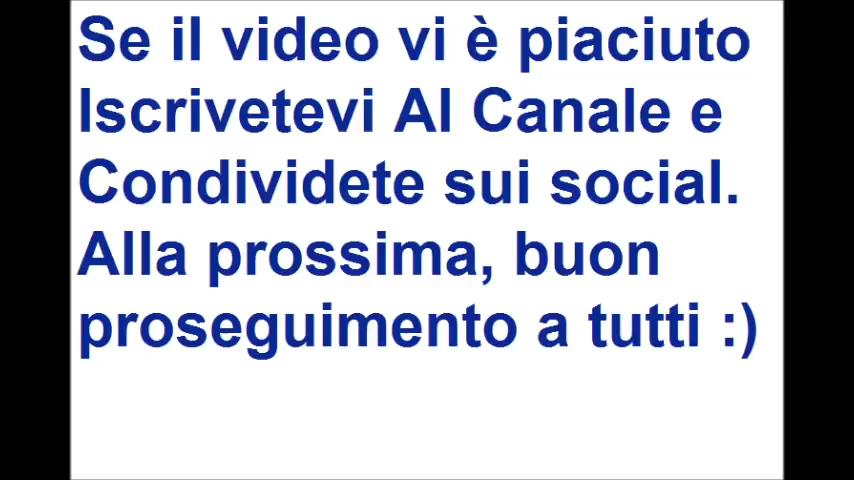 Se il video vi è piaciuto
Iscrivetevi Al Canale e
Condividete sui social.
Alla prossima, buon
proseguimento a tutti :)